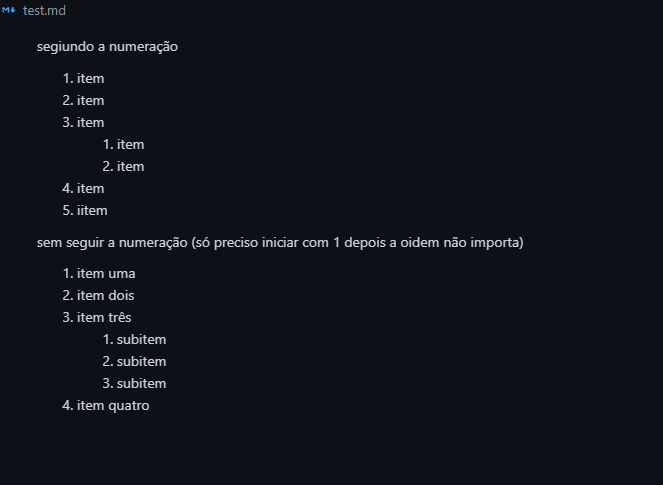 test.md
segiundo a numeração
1. item
2. item
3. item
1. item
2. item
4. item
5. iitem
sem seguir a numeração (só preciso iniciar com 1 depois a oidem não importa)
1. item uma
2. item dois
3. item três
1. subitem
2. subitem
3. subitem
4. item quatro